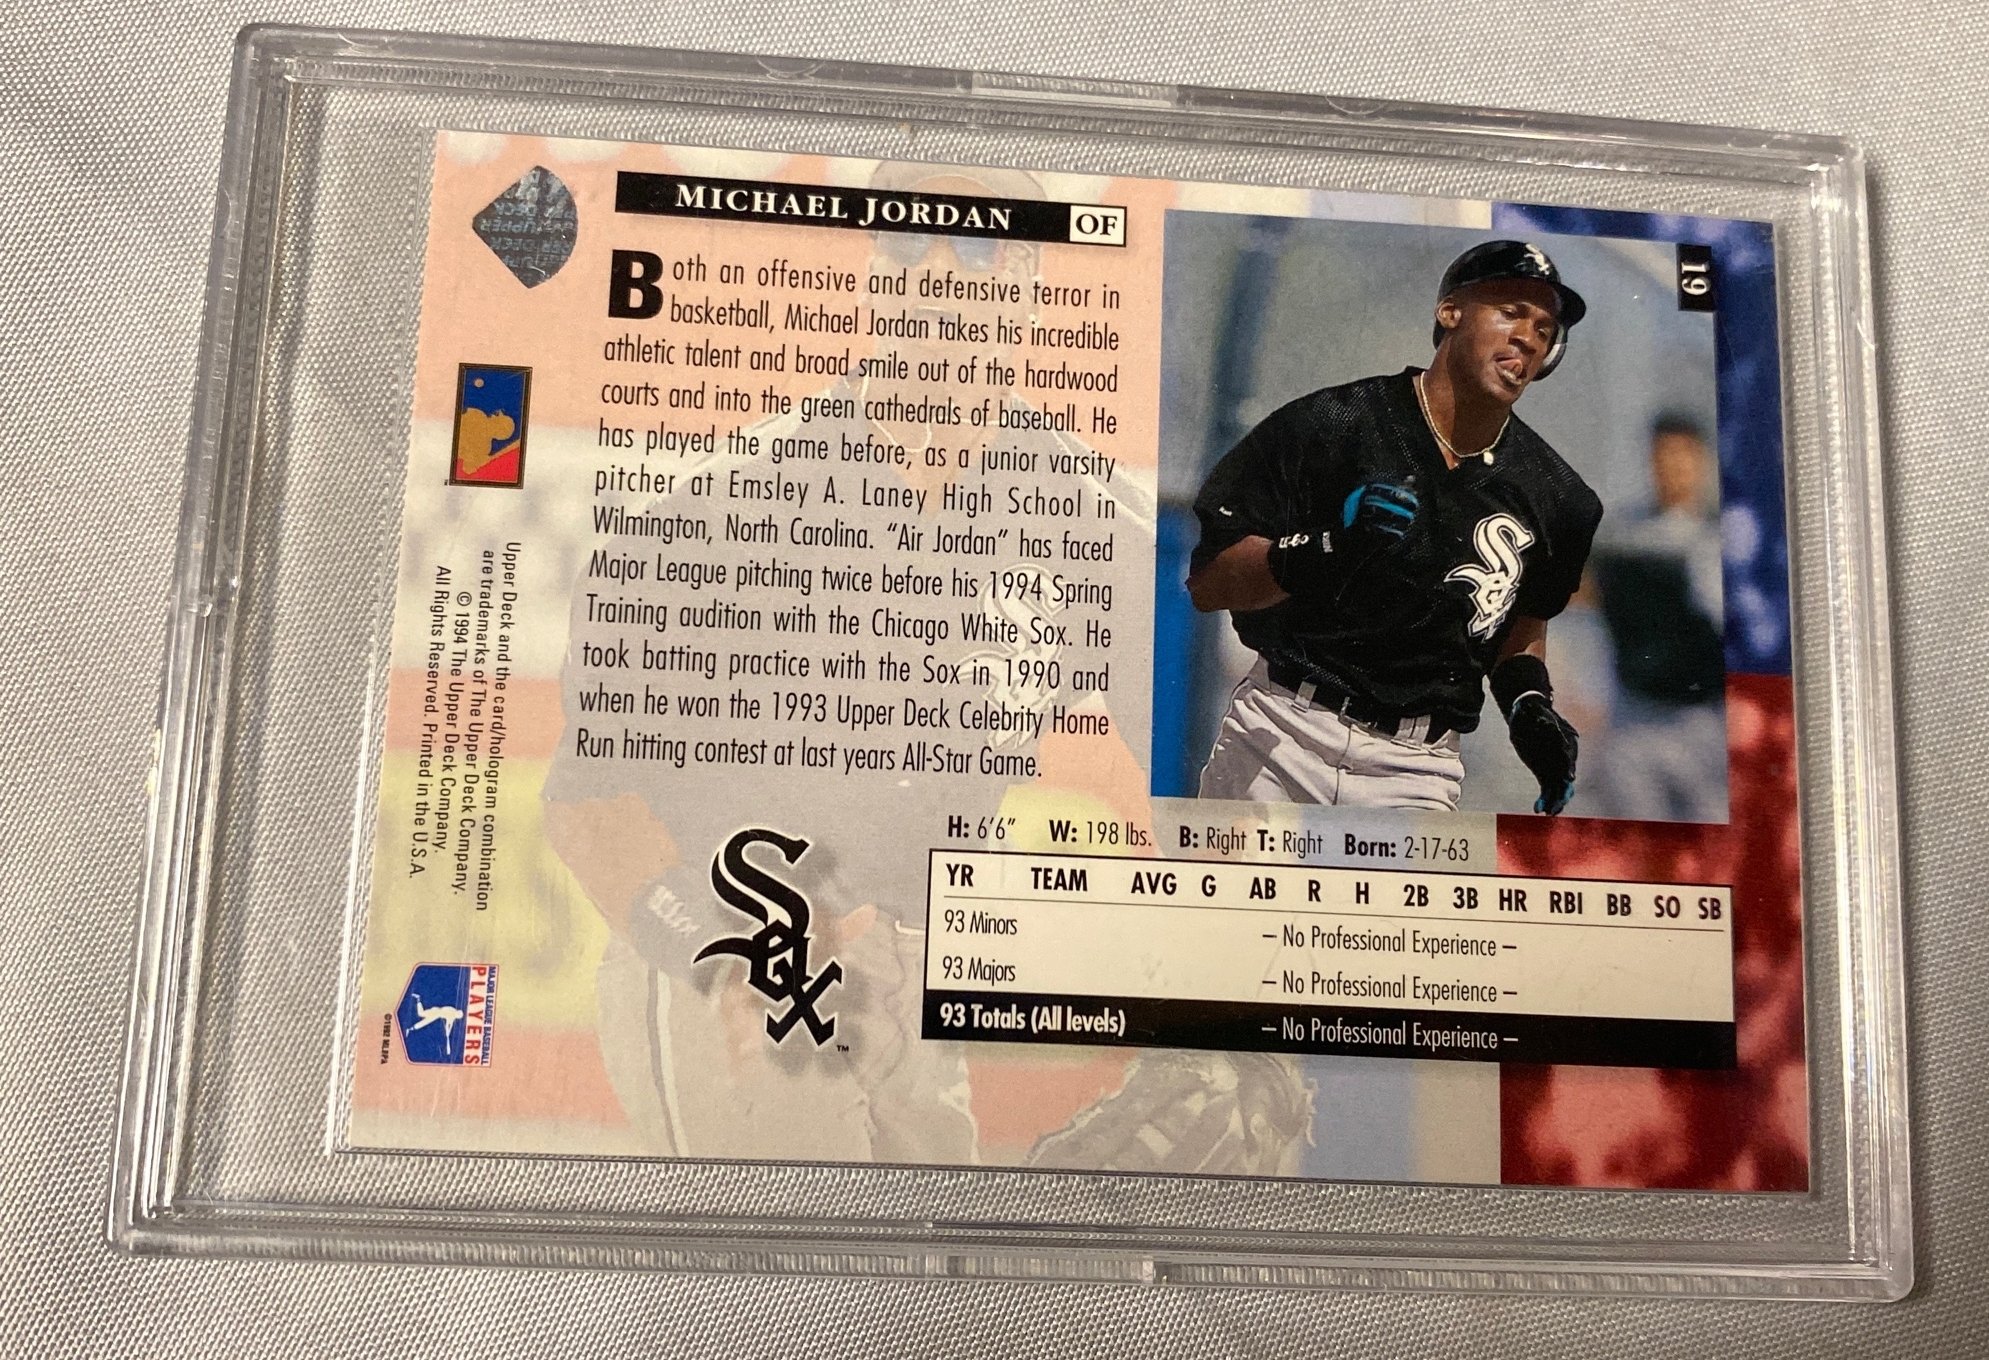 MICHAEL JORDAN OF
Both an offensive and defensive terror in
basketball, Michael Jordan takes his incredible
athletic talent and broad smile out of the hardwood
courts and into the green cathedrals of baseball. He
has played the game before, as a junior varsity
pitcher at Emsley A. Laney High School in
Wilmington, North Carolina. "Air Jordan" has faced
Major League pitching twice before his 1994 Spring
Training audition with the Chicago White Sox. He
took batting practice with the Sox in 1990 and
when he won the 1993 Upper Deck Celebrity Home
Run hitting contest at last years All-Star Game.
19
Sox
H: 6'6" W: 198 lbs. B: Right T: Right Born: 2-17-63
YR TEAM AVG G AB R H 2B 3B HR RBI BB SO SB
93 Minors – No Professional Experience –
93 Majors – No Professional Experience –
93 Totals (All levels) – No Professional Experience –
Sox
™
Upper Deck and the card/hologram combination
are trademarks of The Upper Deck Company.
© 1994 The Upper Deck Company.
All Rights Reserved. Printed in the U.S.A.
MAJOR LEAGUE BASEBALL
PLAYERS
©1992 MLBPA